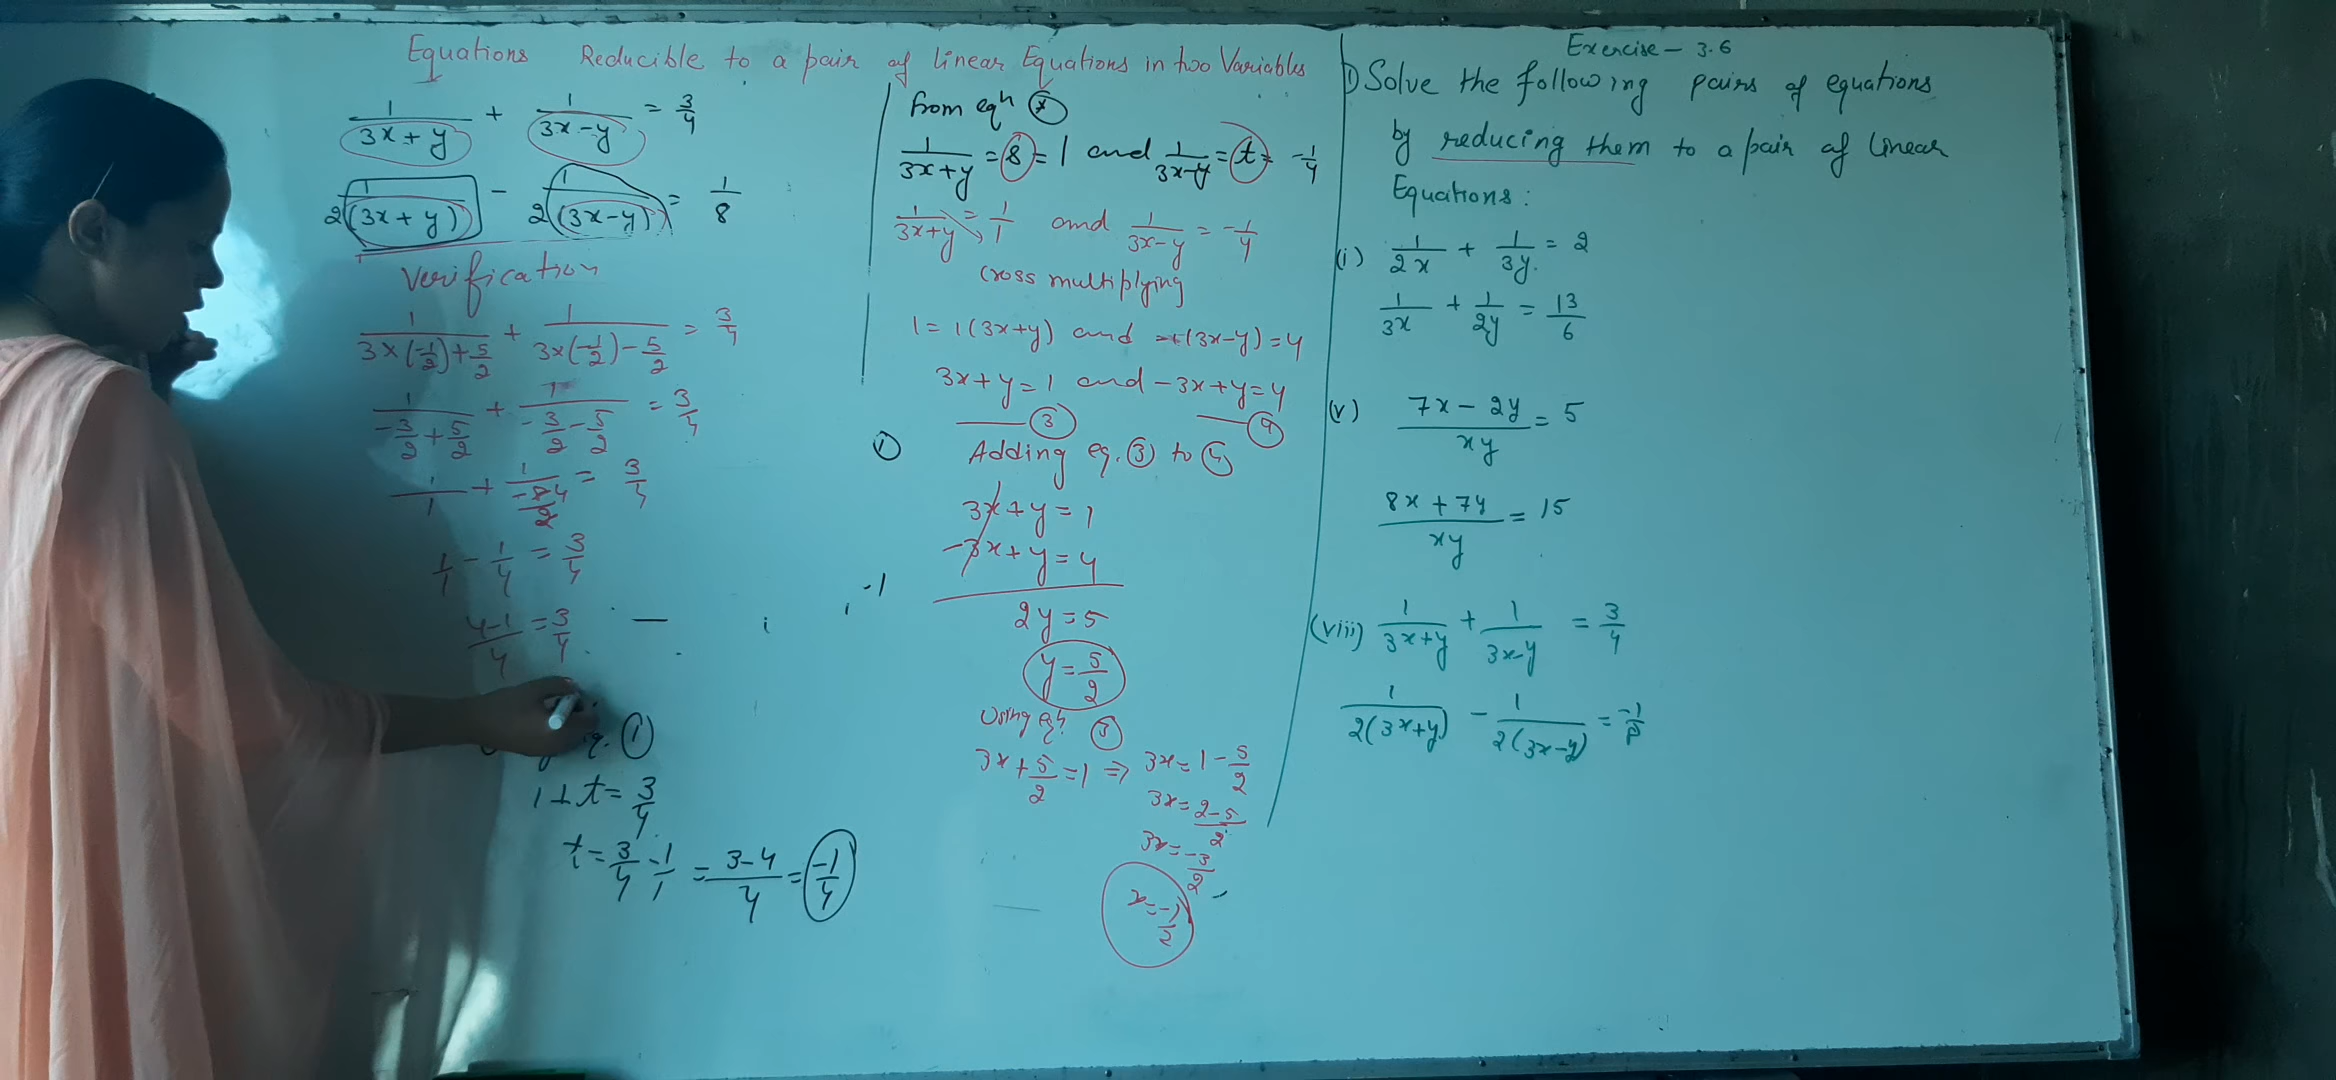 Equations Reducible to a pair of linear Equations in two Variables
1/(3x+y) + 1/(3x-y) = 3/4
1/2(3x+y) - 1/2(3x-y) = 1/8
Verification
1/(3×(-1/2)+5/2) + 1/(3×(-1/2)-5/2) = 3/4
1/(-3/2+5/2) + 1/(-3/2-5/2) = 3/4
1/1 + 1/(-8/2) 4 = 3/4
1/1 - 1/4 = 3/4
(4-1)/4 = 3/4
①
1+t = 3/4
t = 3/4 - 1/1 = (3-4)/4 = -1/4
from eqn
1/(3x+y) = 8 = 1 and 1/(3x-y) = t = -1/4
1/(3x+y) = 1/1 and 1/(3x-y) = -1/4
Cross multiplying
1 = 1(3x+y) and -1(3x-y) = 4
3x+y=1 and -3x+y=4
③ ④
① Adding eq. ③ to ④
3x+y=1
-3x+y=4
-1
2y=5
y=5/2
Using eqn. ③
3x+5/2=1 ⇒ 3x=1-5/2
3x=(2-5)/2
3x=-3/2
x=-1/2
Exercise - 3.6
1) Solve the following pairs of equations
by reducing them to a pair of linear
Equations:
(i) 1/2x + 1/3y = 2
1/3x + 1/2y = 13/6
(v) (7x-2y)/xy = 5
(8x+7y)/xy = 15
(viii) 1/(3x+y) + 1/(3x-y) = 3/4
1/2(3x+y) - 1/2(3x-y) = -1/8